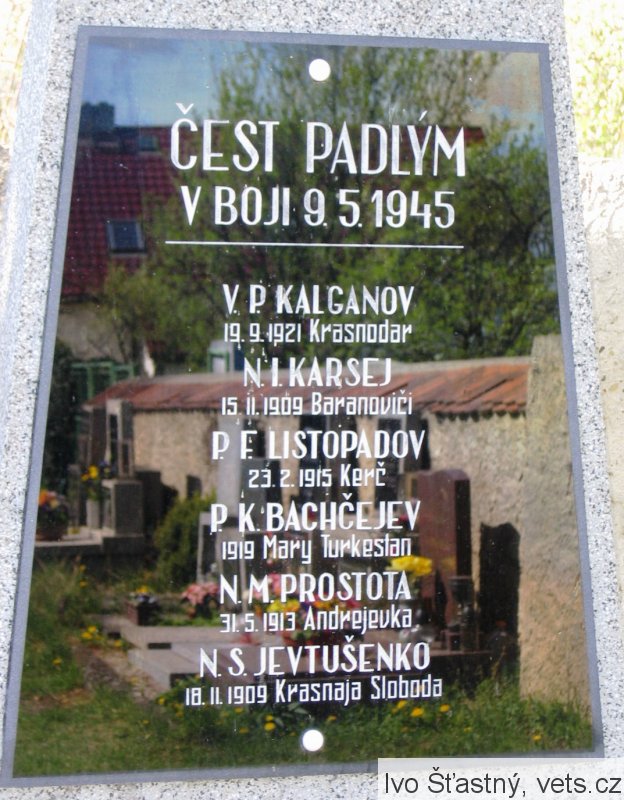 ČEST PADLÝM
V BOJI 9. 5. 1945
V. P. KALGANOV
19. 9. 1921 Krasnodar
N. I. KARSEJ
15. 11. 1909 Baranoviči
P. F. LISTOPADOV
23. 2. 1915 Kerč
P. K. BACHČEJEV
1919 Mary Turkestan
N. M. PROSTOTA
31. 5. 1913 Andrejevka
N. S. JEVTUŠENKO
18. 11. 1909 Krasnaja Sloboda
Ivo Šťastný, vets.cz